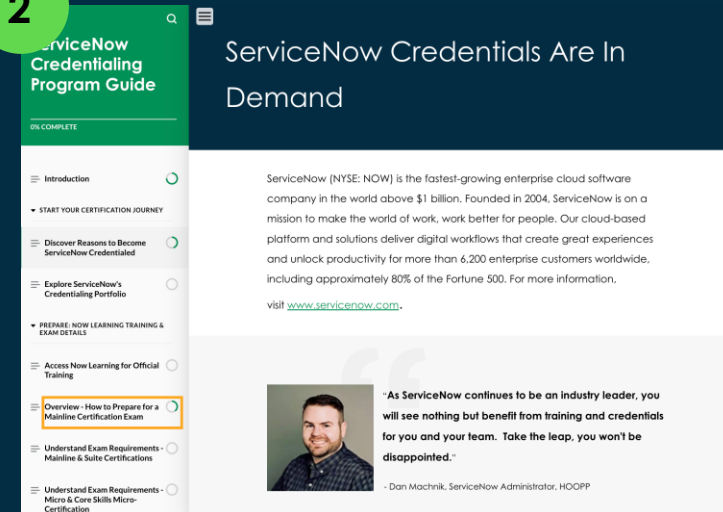 2
ServiceNow
Credentialing
Program Guide
0% COMPLETE
Introduction
START YOUR CERTIFICATION JOURNEY
Discover Reasons to Become
ServiceNow Credentialed
Explore ServiceNow's
Credentialing Portfolio
PREPARE: NOW LEARNING TRAINING &
EXAM DETAILS
Access Now Learning for Official
Training
Overview - How to Prepare for a
Mainline Certification Exam
Understand Exam Requirements -
Mainline & Suite Certifications
Understand Exam Requirements -
Micro & Core Skills Micro-
Certification
ServiceNow Credentials Are In
Demand
ServiceNow (NYSE: NOW) is the fastest-growing enterprise cloud software
company in the world above $1 billion. Founded in 2004, ServiceNow is on a
mission to make the world of work, work better for people. Our cloud-based
platform and solutions deliver digital workflows that create great experiences
and unlock productivity for more than 6,200 enterprise customers worldwide,
including approximately 80% of the Fortune 500. For more information,
visit www.servicenow.com.
"As ServiceNow continues to be an industry leader, you
will see nothing but benefit from training and credentials
for you and your team. Take the leap, you won't be
disappointed."
- Dan Machnik, ServiceNow Administrator, HOOPP